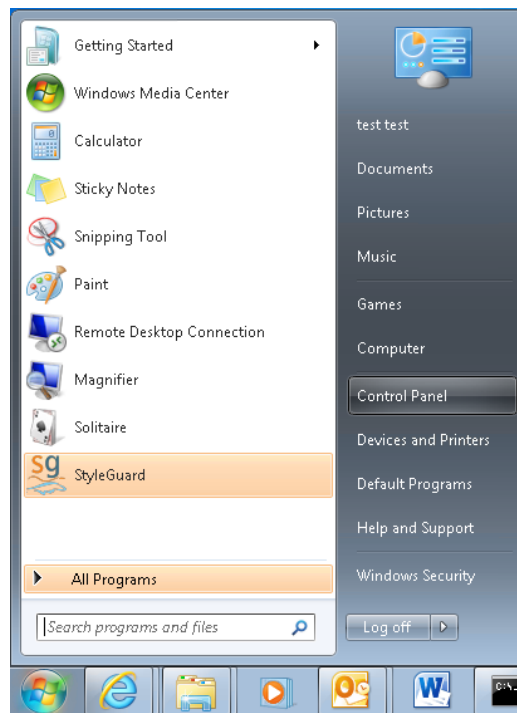 Getting Started
Windows Media Center
Calculator
Sticky Notes
Snipping Tool
Paint
Remote Desktop Connection
Magnifier
Solitaire
sg
StyleGuard
All Programs
Search programs and files
test test
Documents
Pictures
Music
Games
Computer
Control Panel
Devices and Printers
Default Programs
Help and Support
Windows Security
Log off
C:\_